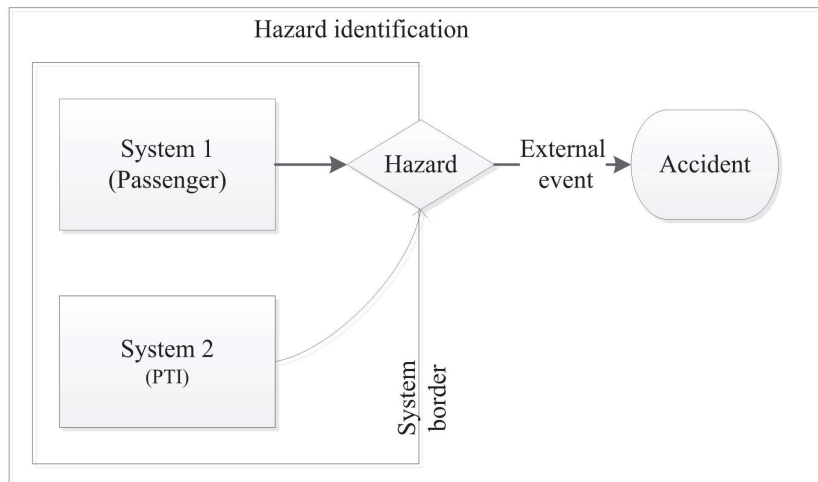 Hazard identification
System 1
(Passenger)
Hazard
External
event
Accident
System 2
(PTI)
System
border